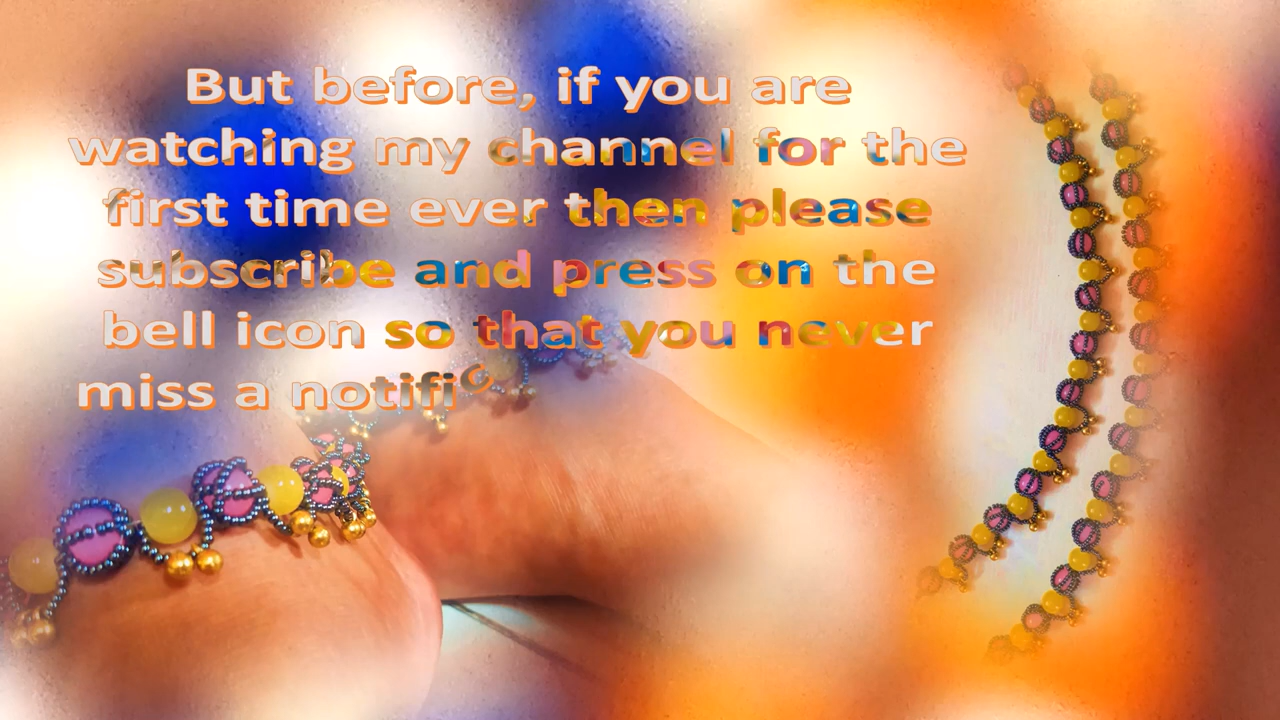 But before, if you are
watching my channel for the
first time ever then please
subscribe and press on the
bell icon so that you never
miss a notific